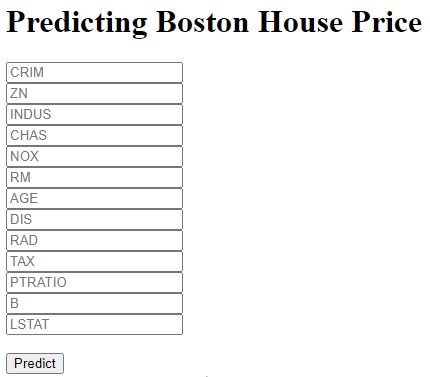 Predicting Boston House Price
CRIM
ZN
INDUS
CHAS
NOX
RM
AGE
DIS
RAD
TAX
PTRATIO
B
LSTAT
Predict